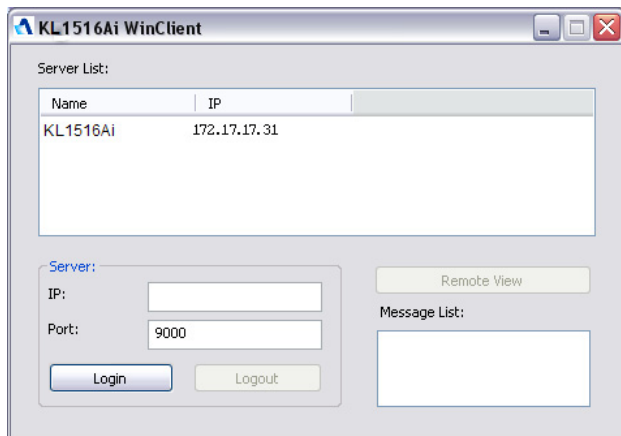 KL1516Ai WinClient
Server List:
Name IP
KL1516Ai 172.17.17.31
Server:
IP:
Port: 9000
Login Logout
Remote View
Message List: